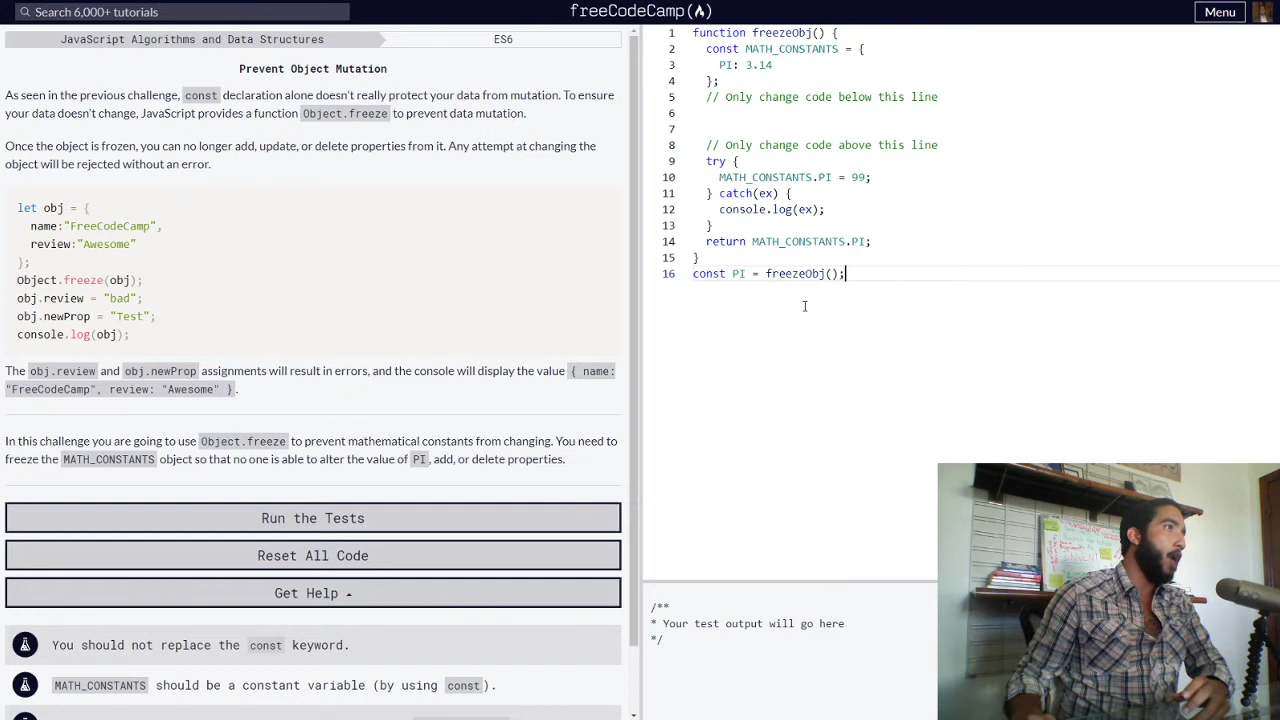 Search 6,000+ tutorials
freeCodeCamp
Menu
JavaScript Algorithms and Data Structures
ES6
Prevent Object Mutation
As seen in the previous challenge, const declaration alone doesn't really protect your data from mutation. To ensure
your data doesn't change, JavaScript provides a function Object.freeze to prevent data mutation.
Once the object is frozen, you can no longer add, update, or delete properties from it. Any attempt at changing the
object will be rejected without an error.
let obj = {
name:"FreeCodeCamp",
review:"Awesome"
};
Object.freeze(obj);
obj.review = "bad";
obj.newProp = "Test";
console.log(obj);
The obj.review and obj.newProp assignments will result in errors, and the console will display the value { name:
"FreeCodeCamp", review: "Awesome" }.
In this challenge you are going to use Object.freeze to prevent mathematical constants from changing. You need to
freeze the MATH_CONSTANTS object so that no one is able to alter the value of PI, add, or delete properties.
Run the Tests
Reset All Code
Get Help
You should not replace the const keyword.
MATH_CONSTANTS should be a constant variable (by using const).
1 function freezeObj() {
2 const MATH_CONSTANTS = {
3 PI: 3.14
4 };
5 // Only change code below this line
6
7
8 // Only change code above this line
9 try {
10 MATH_CONSTANTS.PI = 99;
11 } catch(ex) {
12 console.log(ex);
13 }
14 return MATH_CONSTANTS.PI;
15 }
16 const PI = freezeObj();
/**
* Your test output will go here
*/